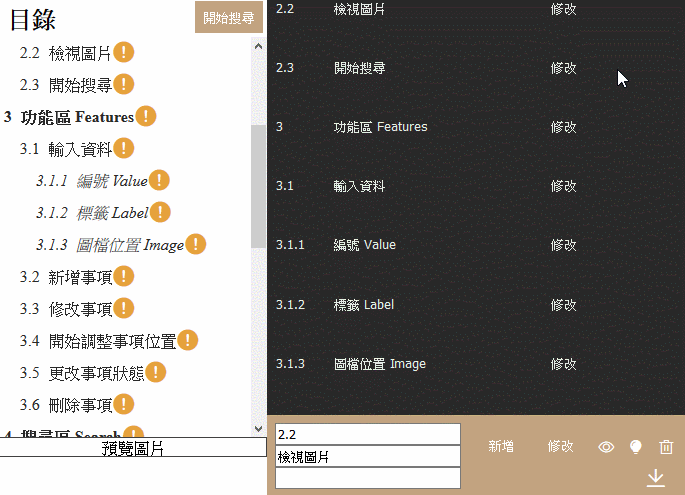 目錄
開始搜尋
2.2 檢視圖片
2.3 開始搜尋
3 功能區 Features
3.1 輸入資料
3.1.1 編號 Value
3.1.2 標籤 Label
3.1.3 圖檔位置 Image
3.2 新增事項
3.3 修改事項
3.4 開始調整事項位置
3.5 更改事項狀態
3.6 刪除事項
4 搜尋區 Search
預覽圖片
2.2 檢視圖片 修改
2.3 開始搜尋 修改
3 功能區 Features 修改
3.1 輸入資料 修改
3.1.1 編號 Value 修改
3.1.2 標籤 Label 修改
3.1.3 圖檔位置 Image 修改
2.2
檢視圖片
新增 修改